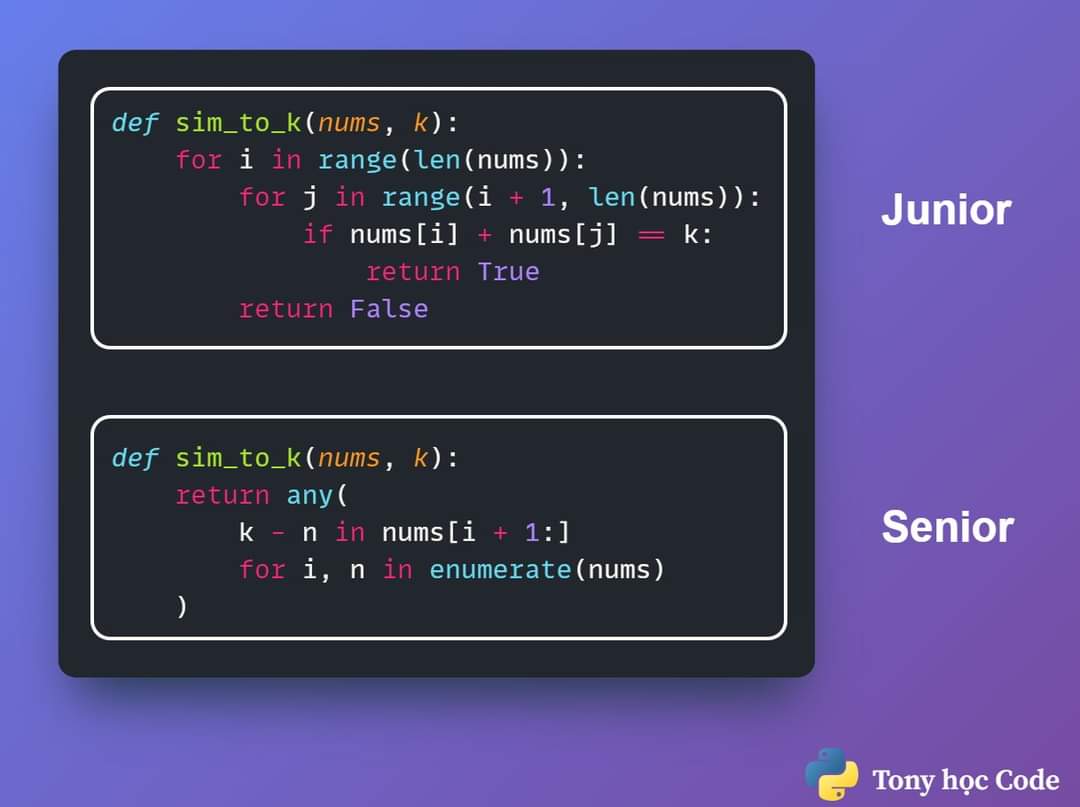 def sim_to_k(nums, k):
    for i in range(len(nums)):
        for j in range(i + 1, len(nums)):
            if nums[i] + nums[j] == k:
                return True
        return False
Junior
def sim_to_k(nums, k):
    return any(
        k - n in nums[i + 1:]
        for i, n in enumerate(nums)
    )
Senior
Tony học Code